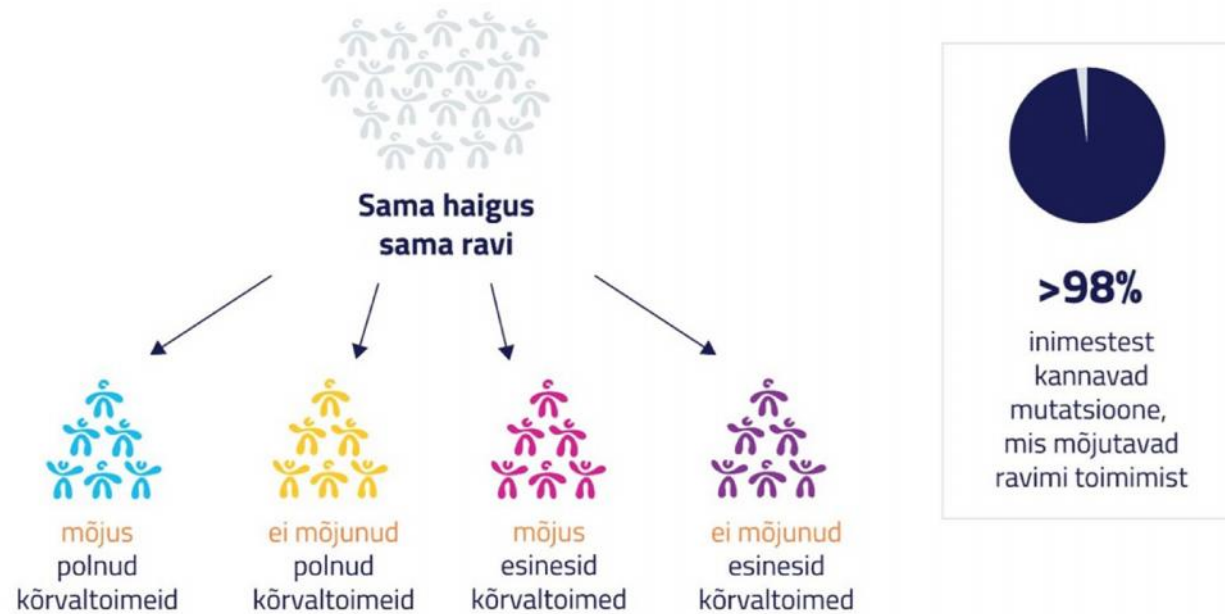 Sama haigus
sama ravi
mõjus
polnud
kõrvaltoimeid
ei mõjunud
polnud
kõrvaltoimeid
mõjus
esinesid
kõrvaltoimed
ei mõjunud
esinesid
kõrvaltoimed
>98%
inimestest
kannavad
mutatsioone,
mis mõjutavad
ravimi toimimist